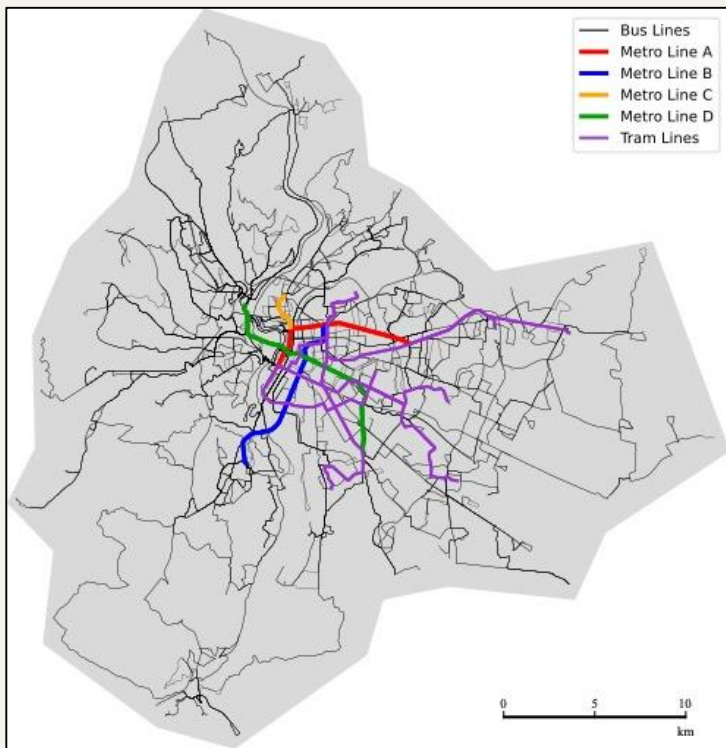 Bus Lines
Metro Line A
Metro Line B
Metro Line C
Metro Line D
Tram Lines
0 5 10
km